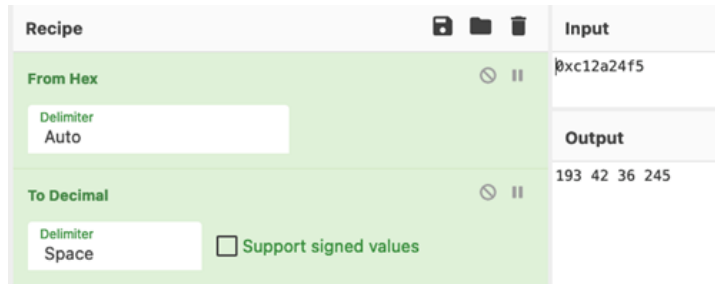 Recipe
From Hex
Delimiter
Auto
To Decimal
Delimiter
Space
Support signed values
Input
0xc12a24f5
Output
193 42 36 245